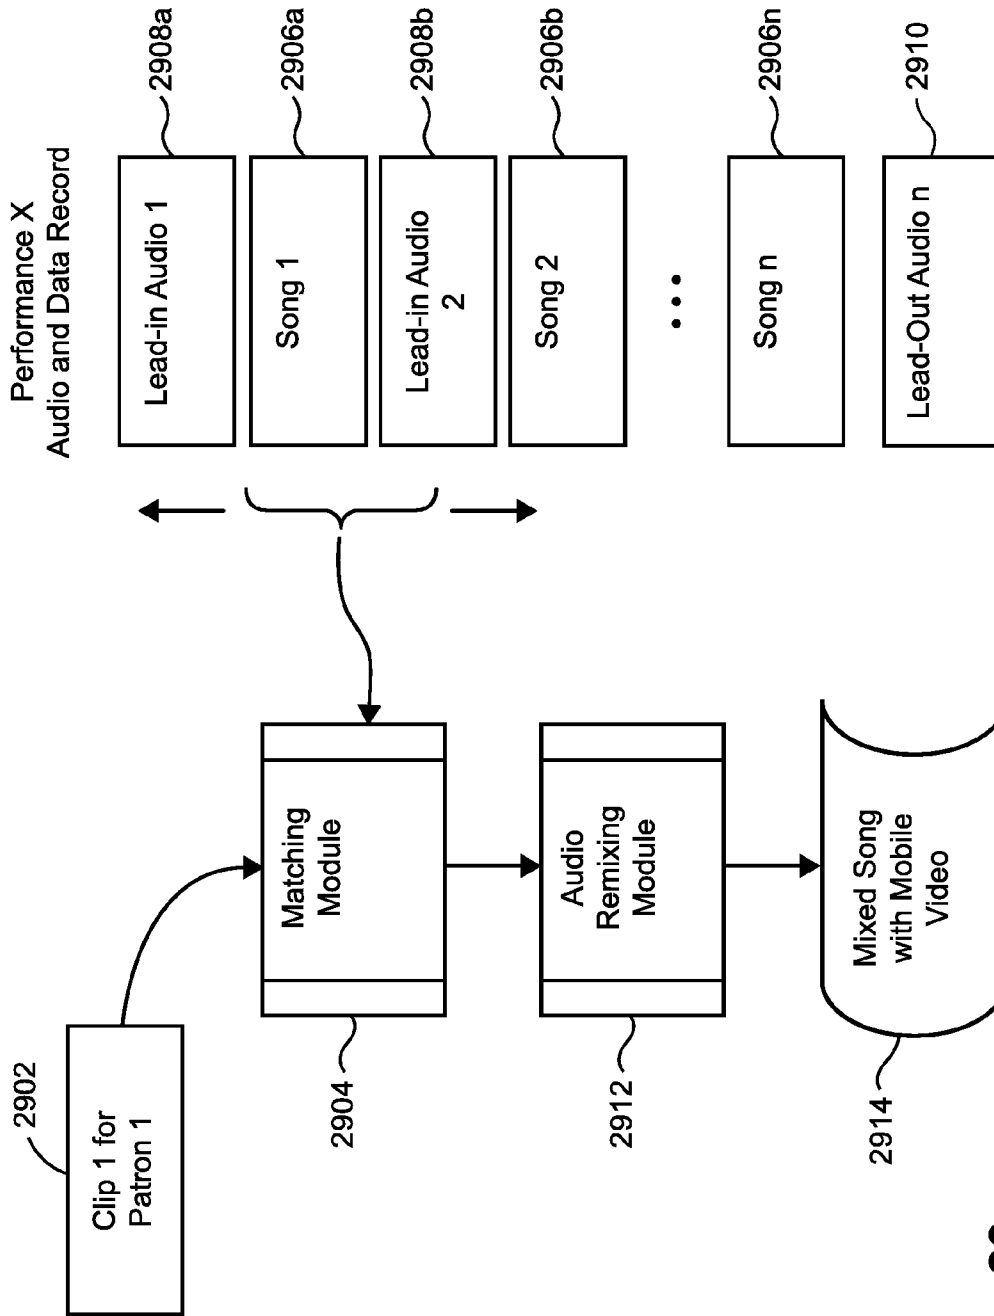 Performance X
Audio and Data Record
Lead-in Audio 1
2908a
Song 1
2906a
Lead-in Audio
2
2908b
Song 2
2906b
Song n
2906n
Lead-Out Audio n
2910
2902
Clip 1 for
Patron 1
Matching
Module
2904
Audio
Remixing
Module
2912
Mixed Song
with Mobile
Video
2914